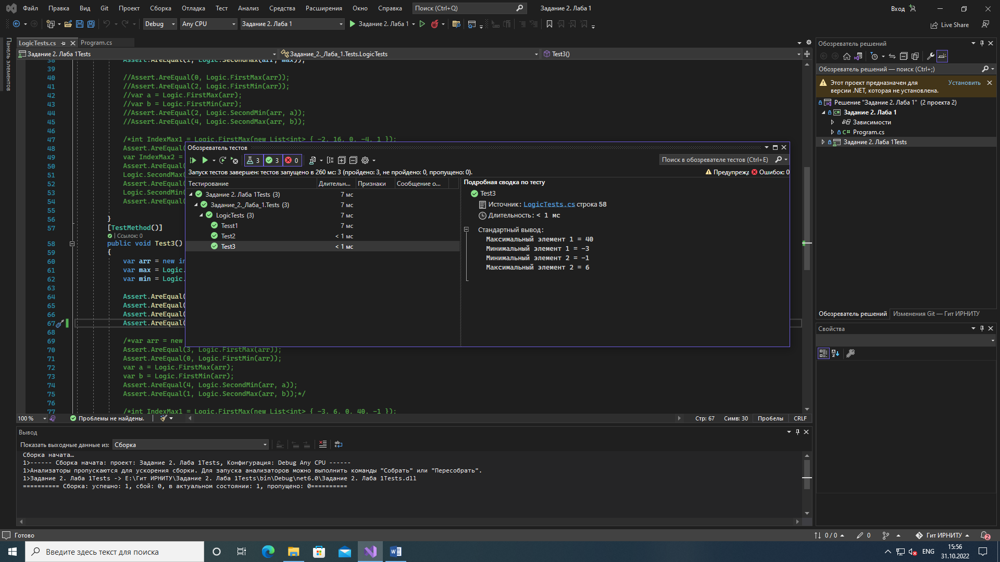 Файл Правка Вид Git Проект Сборка Отладка Тест Анализ Средства Расширения Окно Справка Поиск (Ctrl+Q) Задание 2. Лаба 1 Вход
Debug Any CPU Задание 2. Лаба 1 Задание 2. Лаба 1 Live Share
Панель элементов
LogicTests.cs Program.cs
Задание 2. Лаба 1Tests Задание_2._Лаба_1.Tests.LogicTests Test3()
38 Assert.AreEqual(1, Logic.SecondMax(arr, max));
39
40 //Assert.AreEqual(0, Logic.FirstMax(arr));
41 //Assert.AreEqual(2, Logic.FirstMin(arr));
42 //var a = Logic.FirstMax(arr);
43 //var b = Logic.FirstMin(arr);
44 //Assert.AreEqual(2, Logic.SecondMin(arr, a));
45 //Assert.AreEqual(4, Logic.SecondMax(arr, b));
46
47 /*int IndexMax1 = Logic.FirstMax(new List<int> { -2, 16, 0, -4, 1 });
48 Assert.AreEqual(
49 var IndexMax2 =
50 Assert.AreEqual(
51 Logic.SecondMax(
52 Assert.AreEqual(
53 Logic.SecondMin(
54 Assert.AreEqual(
55
56 }
57 [TestMethod()]
Ссылок: 0
58 public void Test3()
59 {
60 var arr = new in
61 var max = Logic.
62 var min = Logic.
63
64 Assert.AreEqual(
65 Assert.AreEqual(
66 Assert.AreEqual(
67 Assert.AreEqual(
68
69 /*var arr = new
70 Assert.AreEqual(3, Logic.FirstMax(arr));
71 Assert.AreEqual(0, Logic.FirstMin(arr));
72 var a = Logic.FirstMax(arr);
73 var b = Logic.FirstMin(arr);
74 Assert.AreEqual(4, Logic.SecondMin(arr, a));
75 Assert.AreEqual(1, Logic.SecondMax(arr, b));*/
76
77 /*int IndexMax1 = Logic.FirstMax(new List<int> { -3, 6, 0, 40, -1 });
Обозреватель тестов
3 3 0 Поиск в обозревателе тестов (Ctrl+E)
Запуск тестов завершен: тестов запущено в 260 мс: 3 (пройдено: 3, не пройдено: 0, пропущено: 0). Предупрежд Ошибок: 0
Тестирование Длительн... Признаки Сообщение о...
Задание 2. Лаба 1Tests (3) 7 мс
Задание_2._Лаба_1.Tests (3) 7 мс
LogicTests (3) 7 мс
Tesst1 7 мс
Test2 < 1 мс
Test3 < 1 мс
Подробная сводка по тесту
Test3
Источник: LogicTests.cs строка 58
Длительность: < 1 мс
Стандартный вывод:
Максимальный элемент 1 = 40
Минимальный элемент 1 = -3
Минимальный элемент 2 = -1
Максимальный элемент 2 = 6
100 % Проблемы не найдены. Стр: 67 Симв: 30 Пробелы CRLF
Вывод
Показать выходные данные из: Сборка
Сборка начата…
1>------ Сборка начата: проект: Задание 2. Лаба 1Tests, Конфигурация: Debug Any CPU ------
1>Анализаторы пропускаются для ускорения сборки. Для запуска анализаторов можно выполнить команды "Собрать" или "Пересобрать".
1>Задание 2. Лаба 1Tests -> E:\Гит ИРНИТУ\Задание 2. Лаба 1Tests\bin\Debug\net6.0\Задание 2. Лаба 1Tests.dll
========== Сборка: успешно: 1, сбой: 0, в актуальном состоянии: 1, пропущено: 0==========
Обозреватель решений
Обозреватель решений — поиск (Ctrl+;)
Этот проект предназначен для Установить
версии .NET, которая не установлена.
Решение "Задание 2. Лаба 1" (2 проекта 2)
C# Задание 2. Лаба 1
Зависимости
C# Program.cs
Задание 2. Лаба 1Tests
Обозреватель решений Изменения Git — Гит ИРНИТУ
Свойства
Готово 0 / 0 0 Гит ИРНИТУ 2
Введите здесь текст для поиска ENG 15:56
31.10.2022